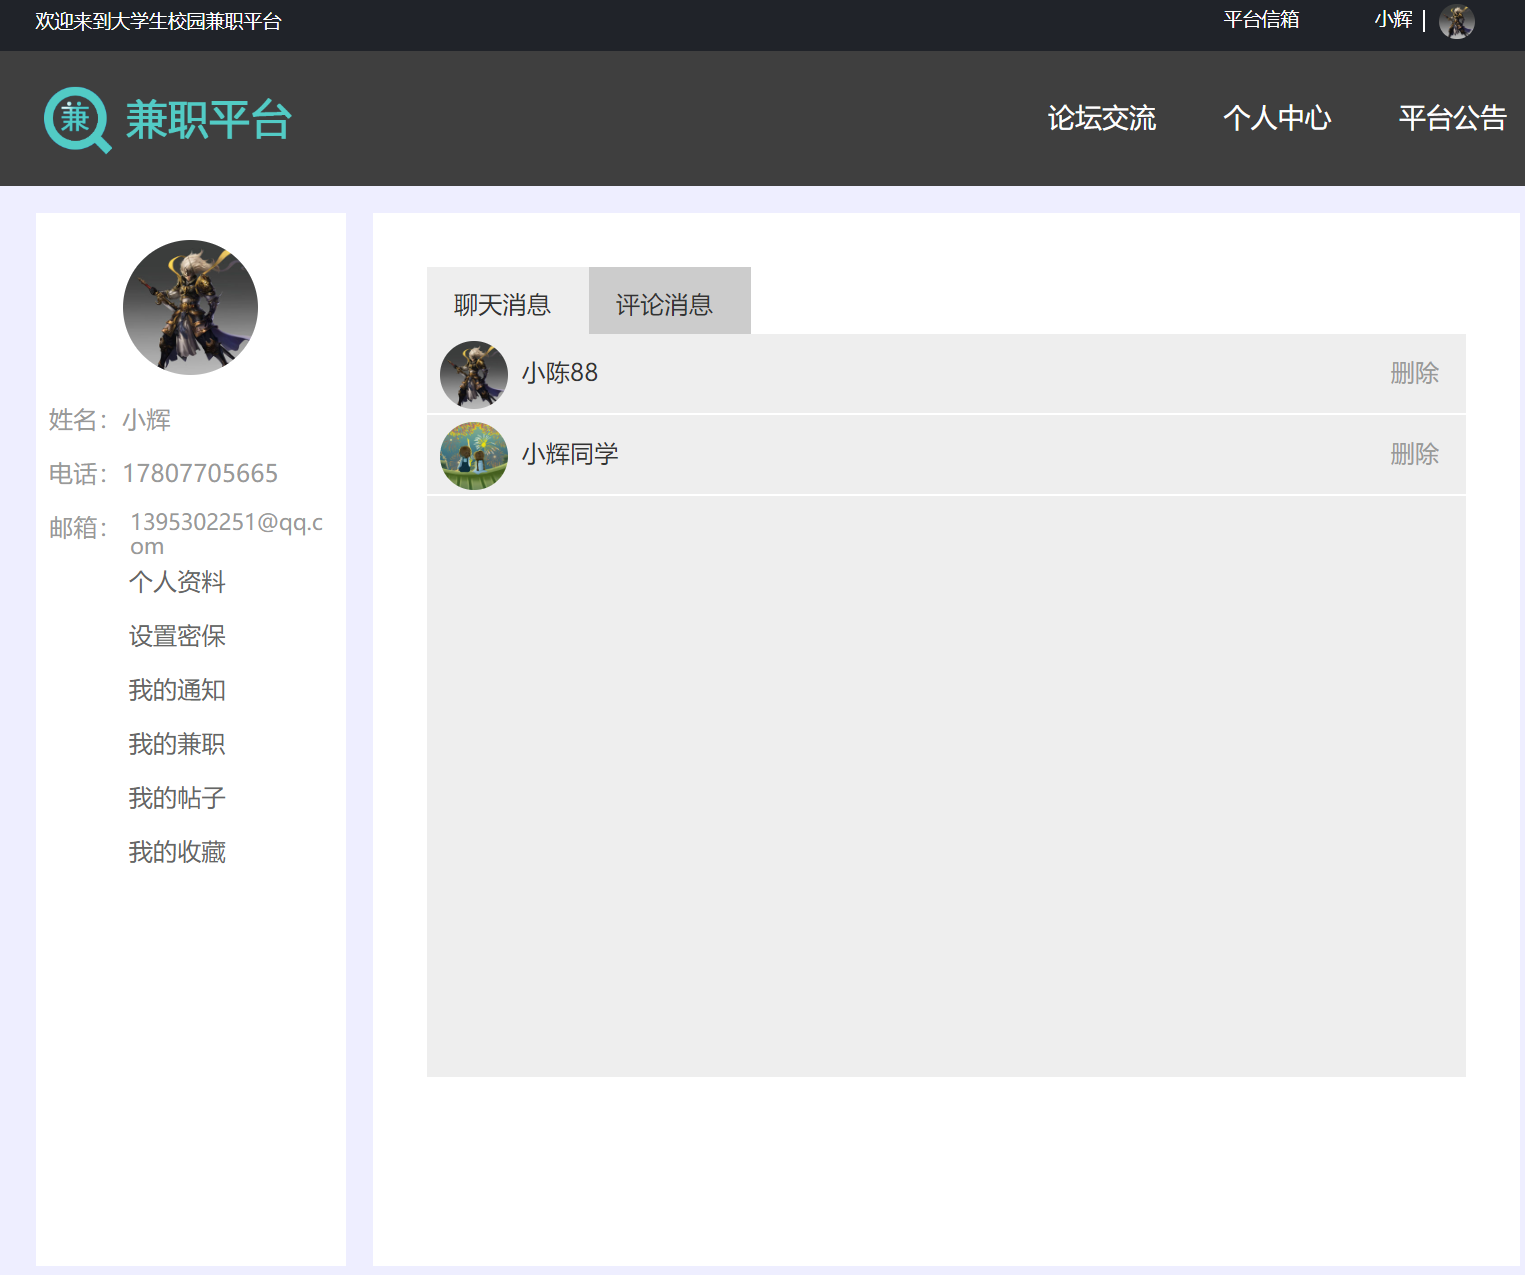 欢迎来到大学生校园兼职平台
平台信箱
小辉
兼 兼职平台
论坛交流
个人中心
平台公告
姓名：小辉
电话：17807705665
邮箱：
1395302251@qq.c
om
个人资料
设置密保
我的通知
我的兼职
我的帖子
我的收藏
聊天消息
评论消息
小陈88
删除
小辉同学
删除